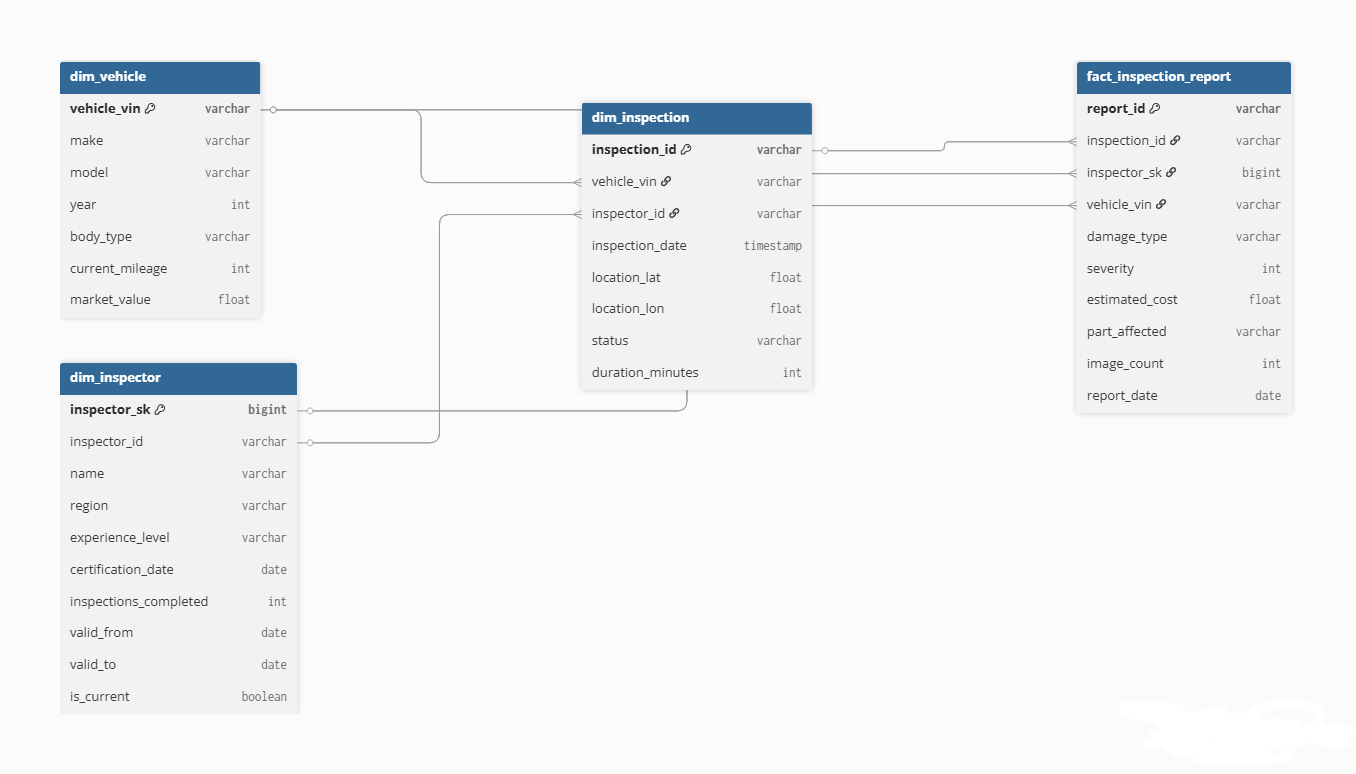 dim_vehicle
vehicle_vin varchar
make varchar
model varchar
year int
body_type varchar
current_mileage int
market_value float
dim_inspector
inspector_sk bigint
inspector_id varchar
name varchar
region varchar
experience_level varchar
certification_date date
inspections_completed int
valid_from date
valid_to date
is_current boolean
dim_inspection
inspection_id varchar
vehicle_vin varchar
inspector_id varchar
inspection_date timestamp
location_lat float
location_lon float
status varchar
duration_minutes int
fact_inspection_report
report_id varchar
inspection_id varchar
inspector_sk bigint
vehicle_vin varchar
damage_type varchar
severity int
estimated_cost float
part_affected varchar
image_count int
report_date date